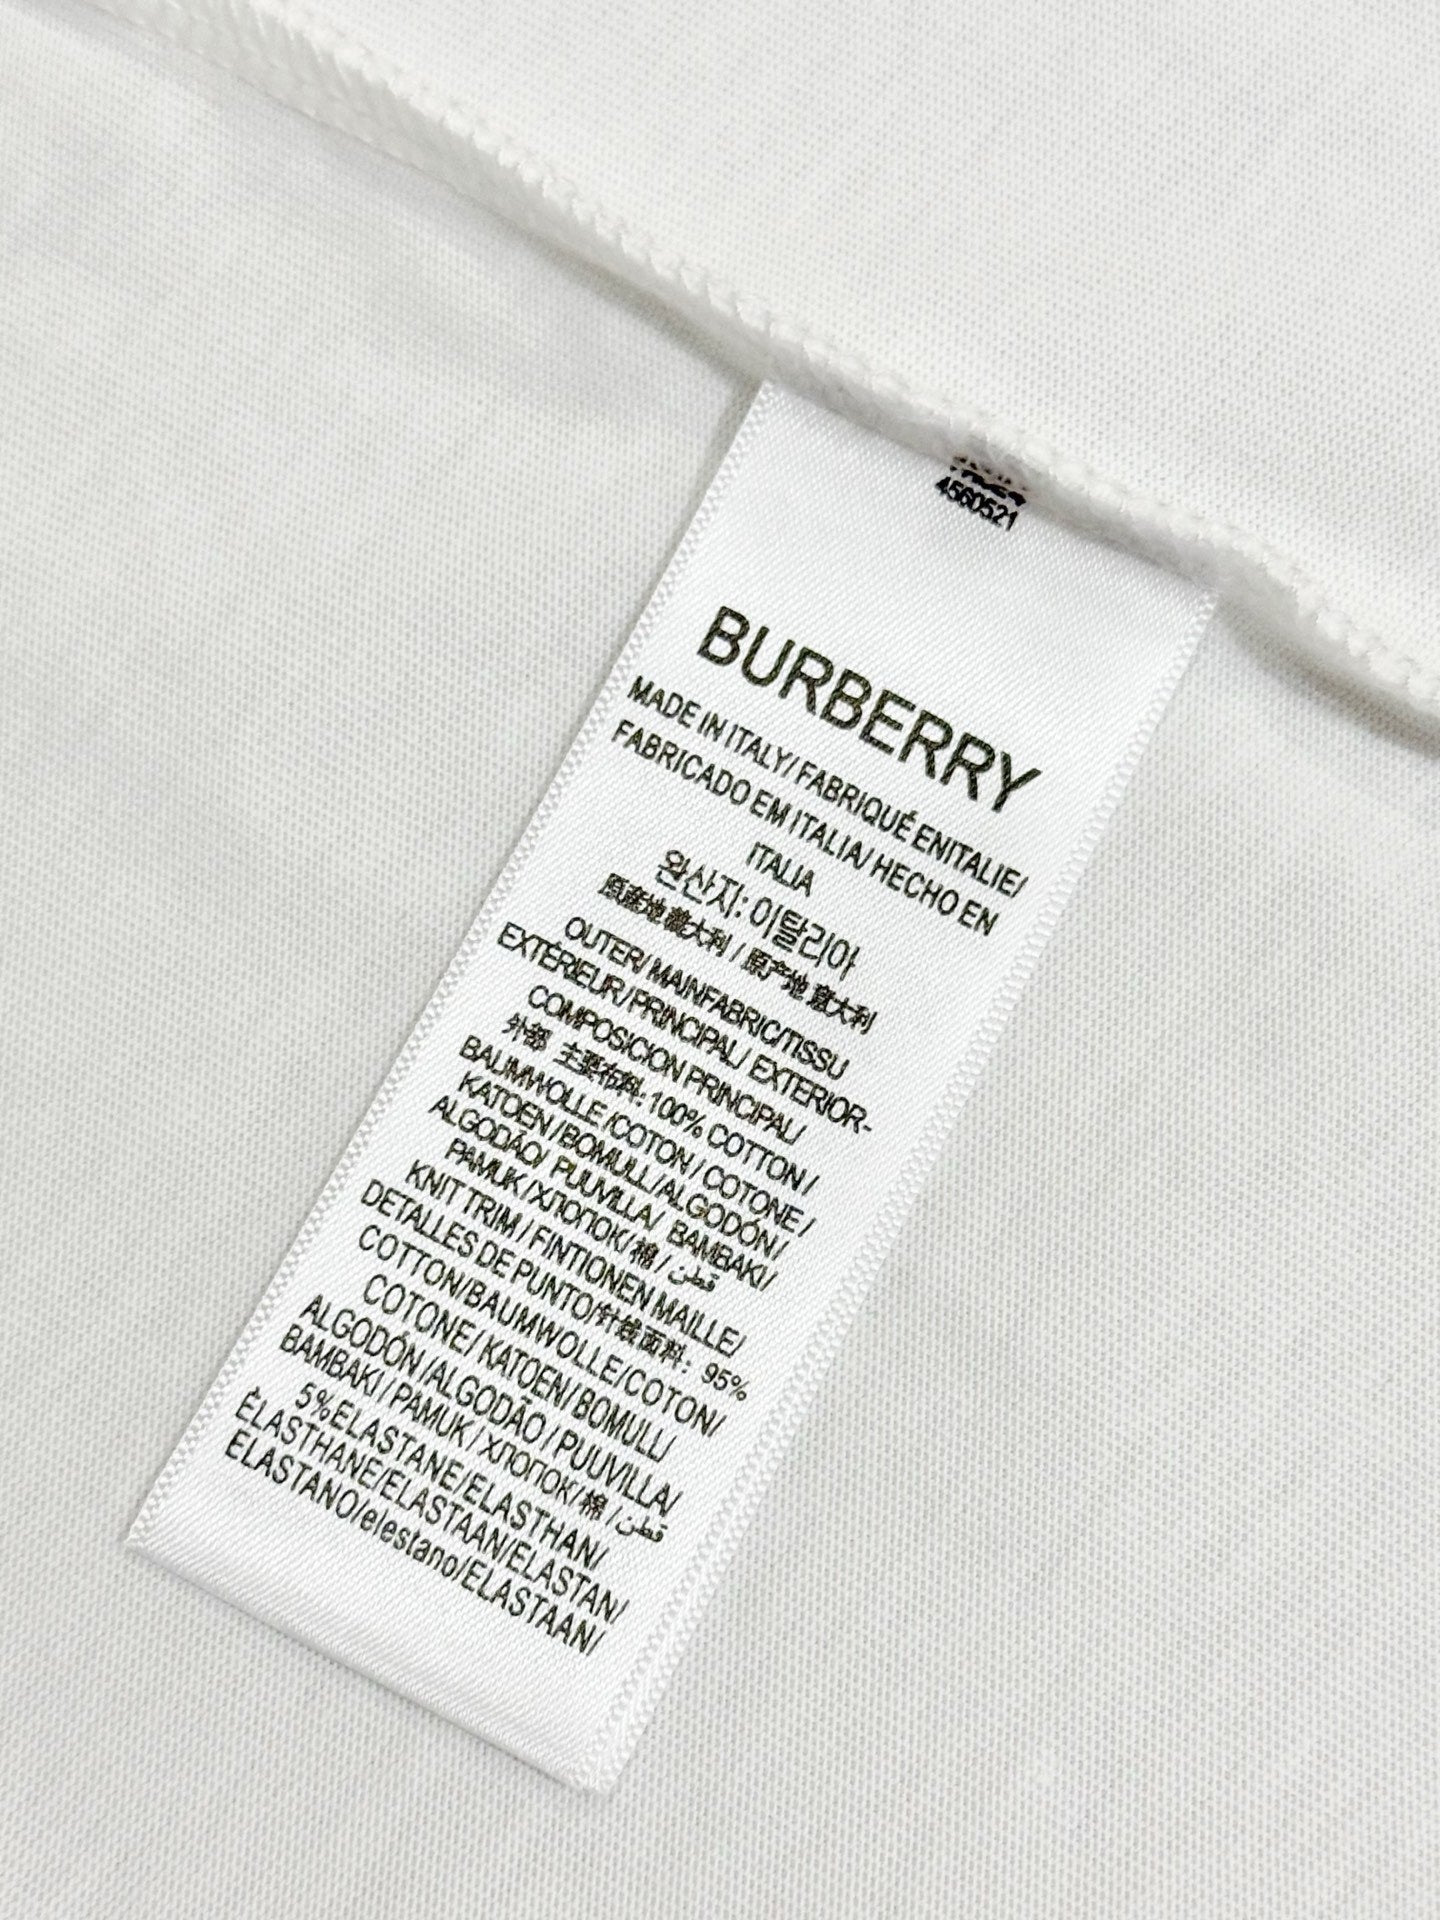 4560521
BURBERRY
MADE IN ITALY/ FABRIQUÉ ENITALIE/
FABRICADO EM ITALIA/ HECHO EN
ITALIA
완산지: 이탈리아
原産地 義大利 / 原产地 意大利
OUTER/ MAINFABRIC/TISSU
EXTÉRIEUR/PRINCIPAL/ EXTERIOR-
COMPOSICION PRINCIPAL/
外部 主要布料: 100% COTTON /
BAUMWOLLE /COTON / COTONE /
KATOEN / BOMULL/ALGODÓN /
ALGODÃO/ PUUVILLA/ BAMBAKI/
PAMUK / ХЛОПОК/ 棉 / قطن
KNIT TRIM / FINTIONEN MAILLE/
DETALLES DE PUNTO/针线面料: 95%
COTTON/BAUMWOLLE/COTON/
COTONE/ KATOEN/ BOMULL/
ALGODÓN /ALGODÃO / PUUVILLA/
BAMBAKI / PAMUK / ХЛОПОК/ 棉 / قطن
5%ELASTANE/ELASTHAN/
ÉLASTHANE/ELASTAAN/ELASTAN/
ELASTANO/elestano/ELASTAAN/